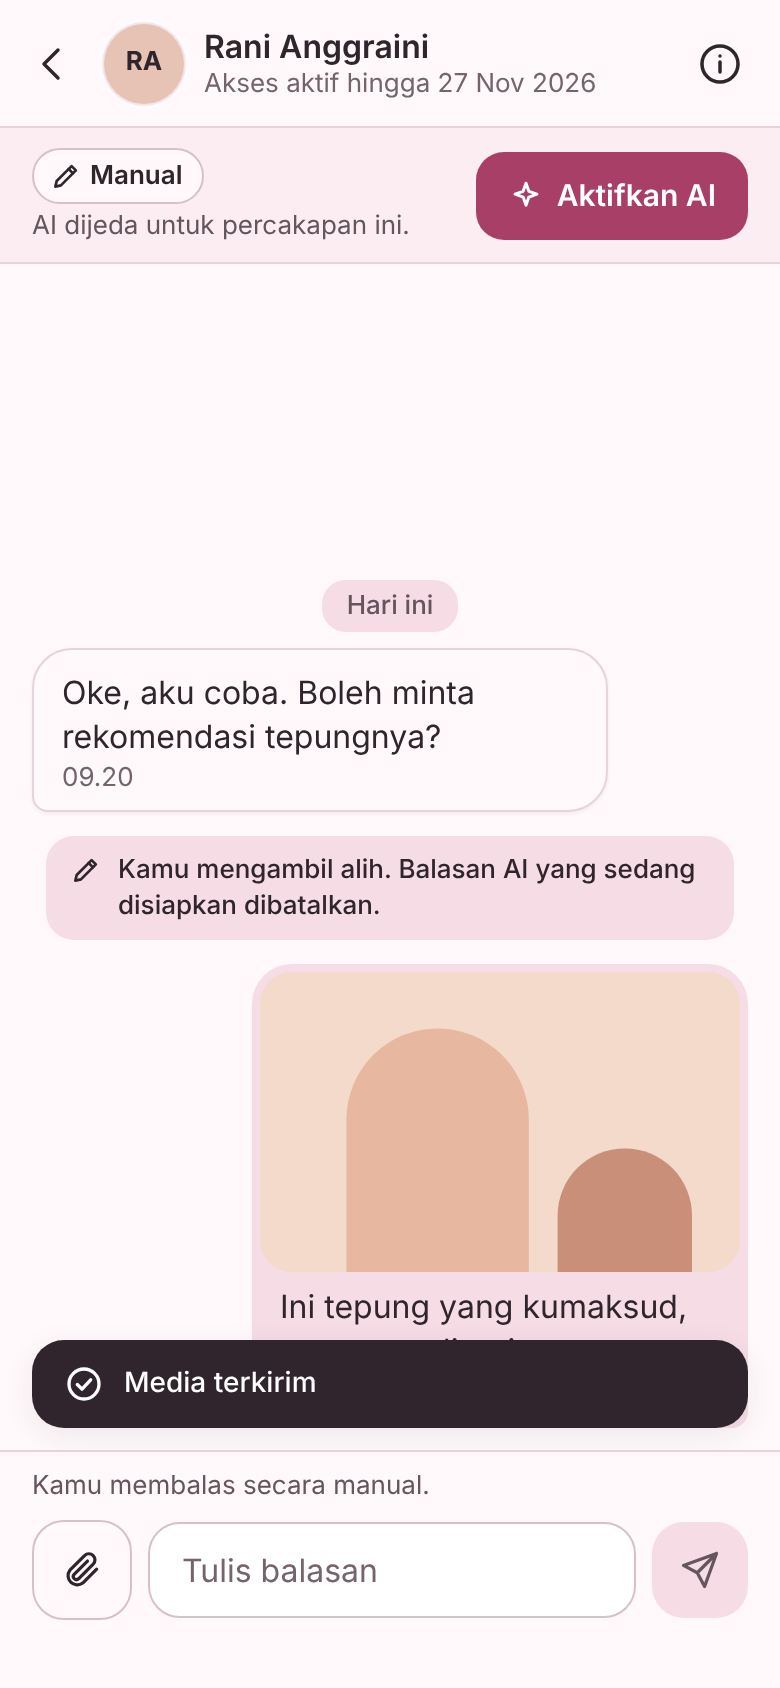 RA
Rani Anggraini
Akses aktif hingga 27 Nov 2026
Manual
AI dijeda untuk percakapan ini.
Aktifkan AI
Hari ini
Oke, aku coba. Boleh minta
rekomendasi tepungnya?
09.20
Kamu mengambil alih. Balasan AI yang sedang
disiapkan dibatalkan.
Ini tepung yang kumaksud,
Media terkirim
Kamu membalas secara manual.
Tulis balasan